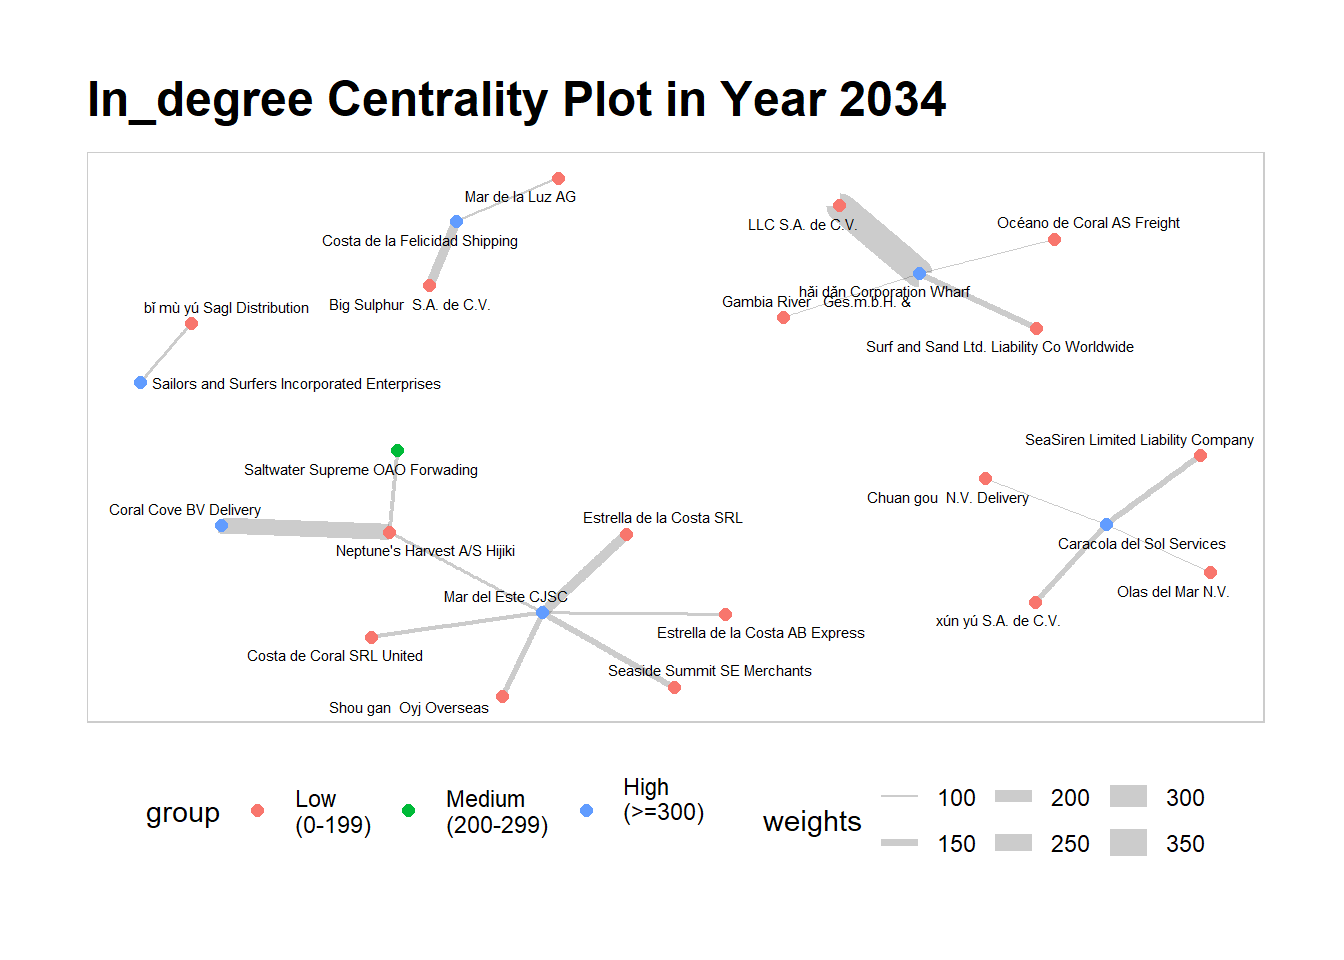 In_degree Centrality Plot in Year 2034
Mar de la Luz AG
Costa de la Felicidad Shipping
Big Sulphur  S.A. de C.V.
bǐ mù yú Sagl Distribution
Sailors and Surfers Incorporated Enterprises
LLC S.A. de C.V.
Océano de Coral AS Freight
hǎi dǎn Corporation Wharf
Gambia River   Ges.m.b.H. &
Surf and Sand Ltd. Liability Co Worldwide
Saltwater Supreme OAO Forwading
Coral Cove BV Delivery
Neptune's Harvest A/S Hijiki
Estrella de la Costa SRL
Mar del Este CJSC
Estrella de la Costa AB Express
Costa de Coral SRL United
Seaside Summit SE Merchants
Shou gan  Oyj Overseas
SeaSiren Limited Liability Company
Chuan gou  N.V. Delivery
Caracola del Sol Services
Olas del Mar N.V.
xún yú S.A. de C.V.
group
Low
(0-199)
Medium
(200-299)
High
(>=300)
weights
100
150
200
250
300
350